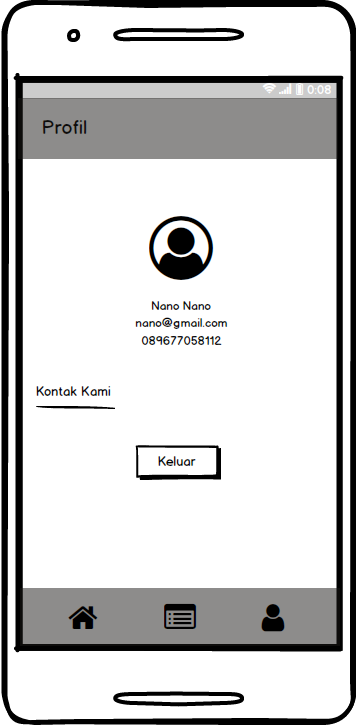 0:08
Profil
Nano Nano
nano@gmail.com
089677058112
Kontak Kami
Keluar